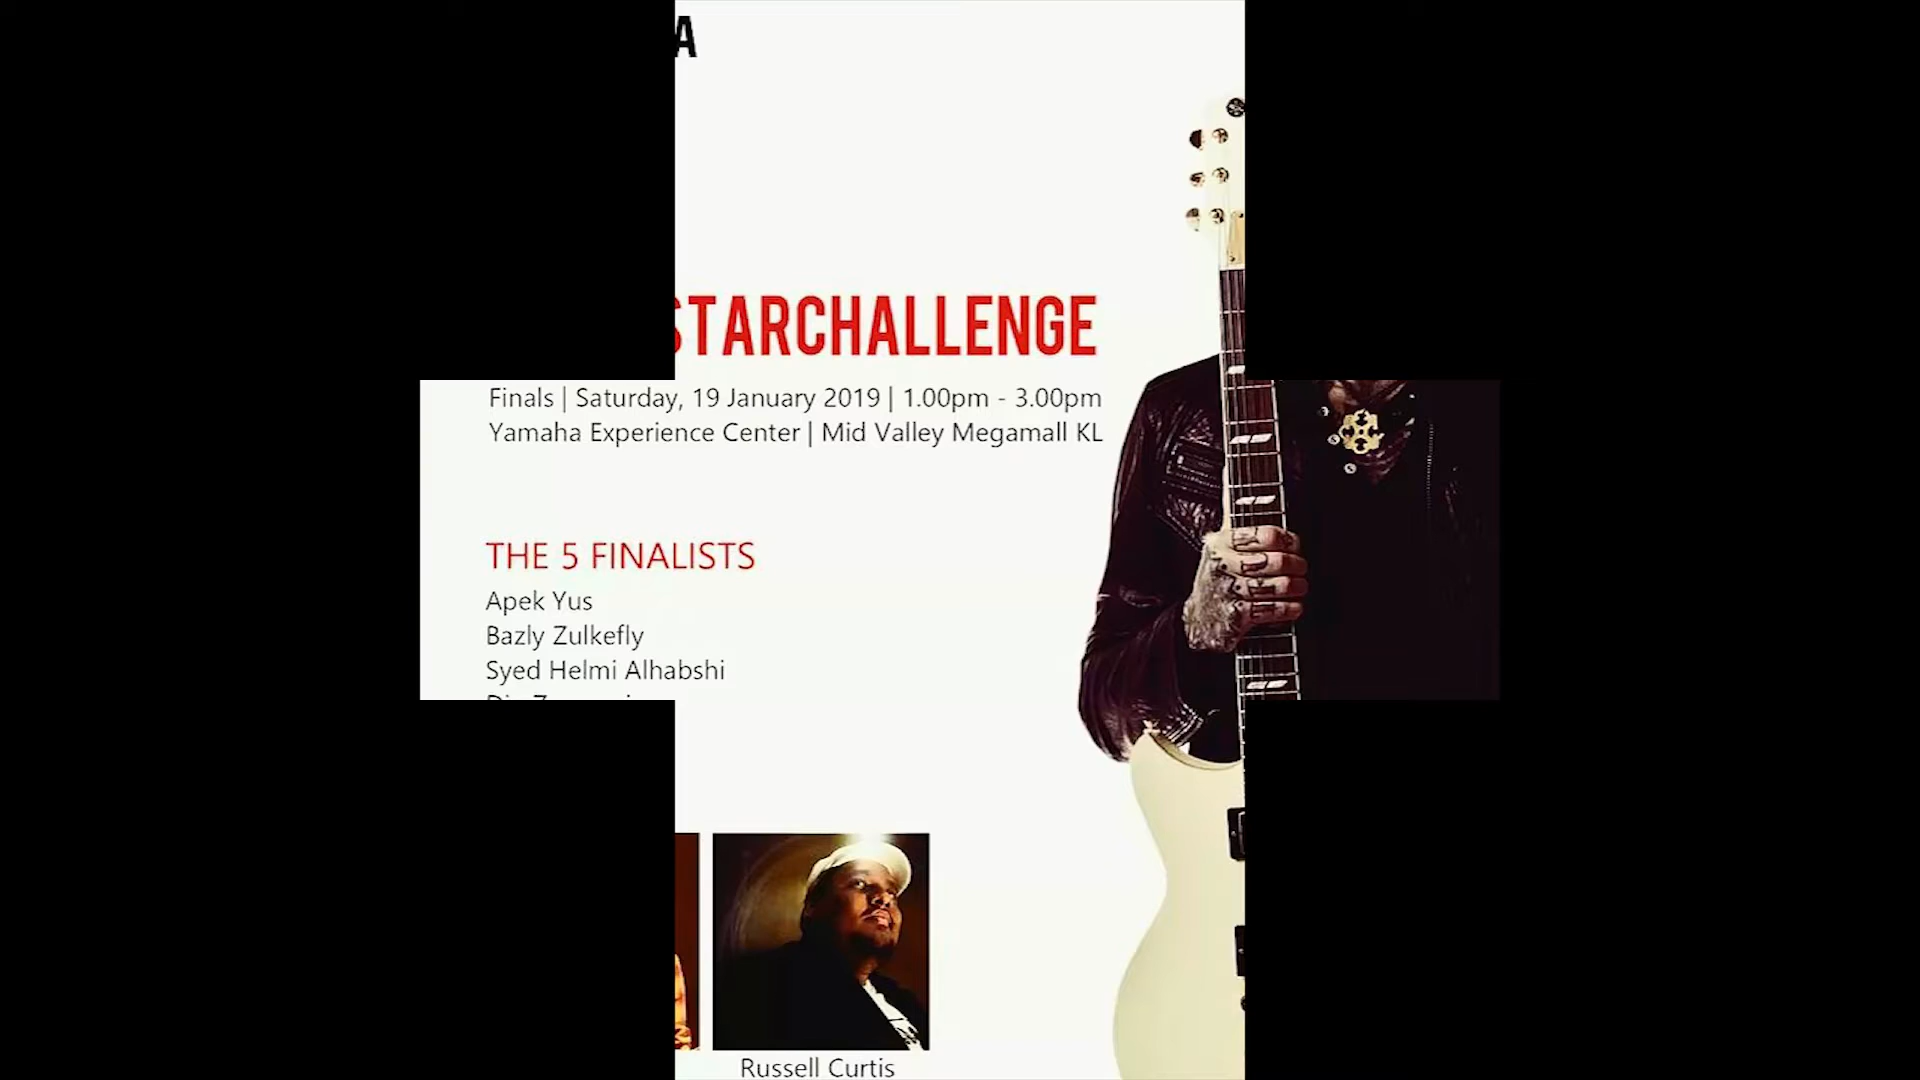 A
STARCHALLENGE
Finals | Saturday, 19 January 2019 | 1.00pm - 3.00pm
Yamaha Experience Center | Mid Valley Megamall KL
THE 5 FINALISTS
Apek Yus
Bazly Zulkefly
Syed Helmi Alhabshi
Russell Curtis